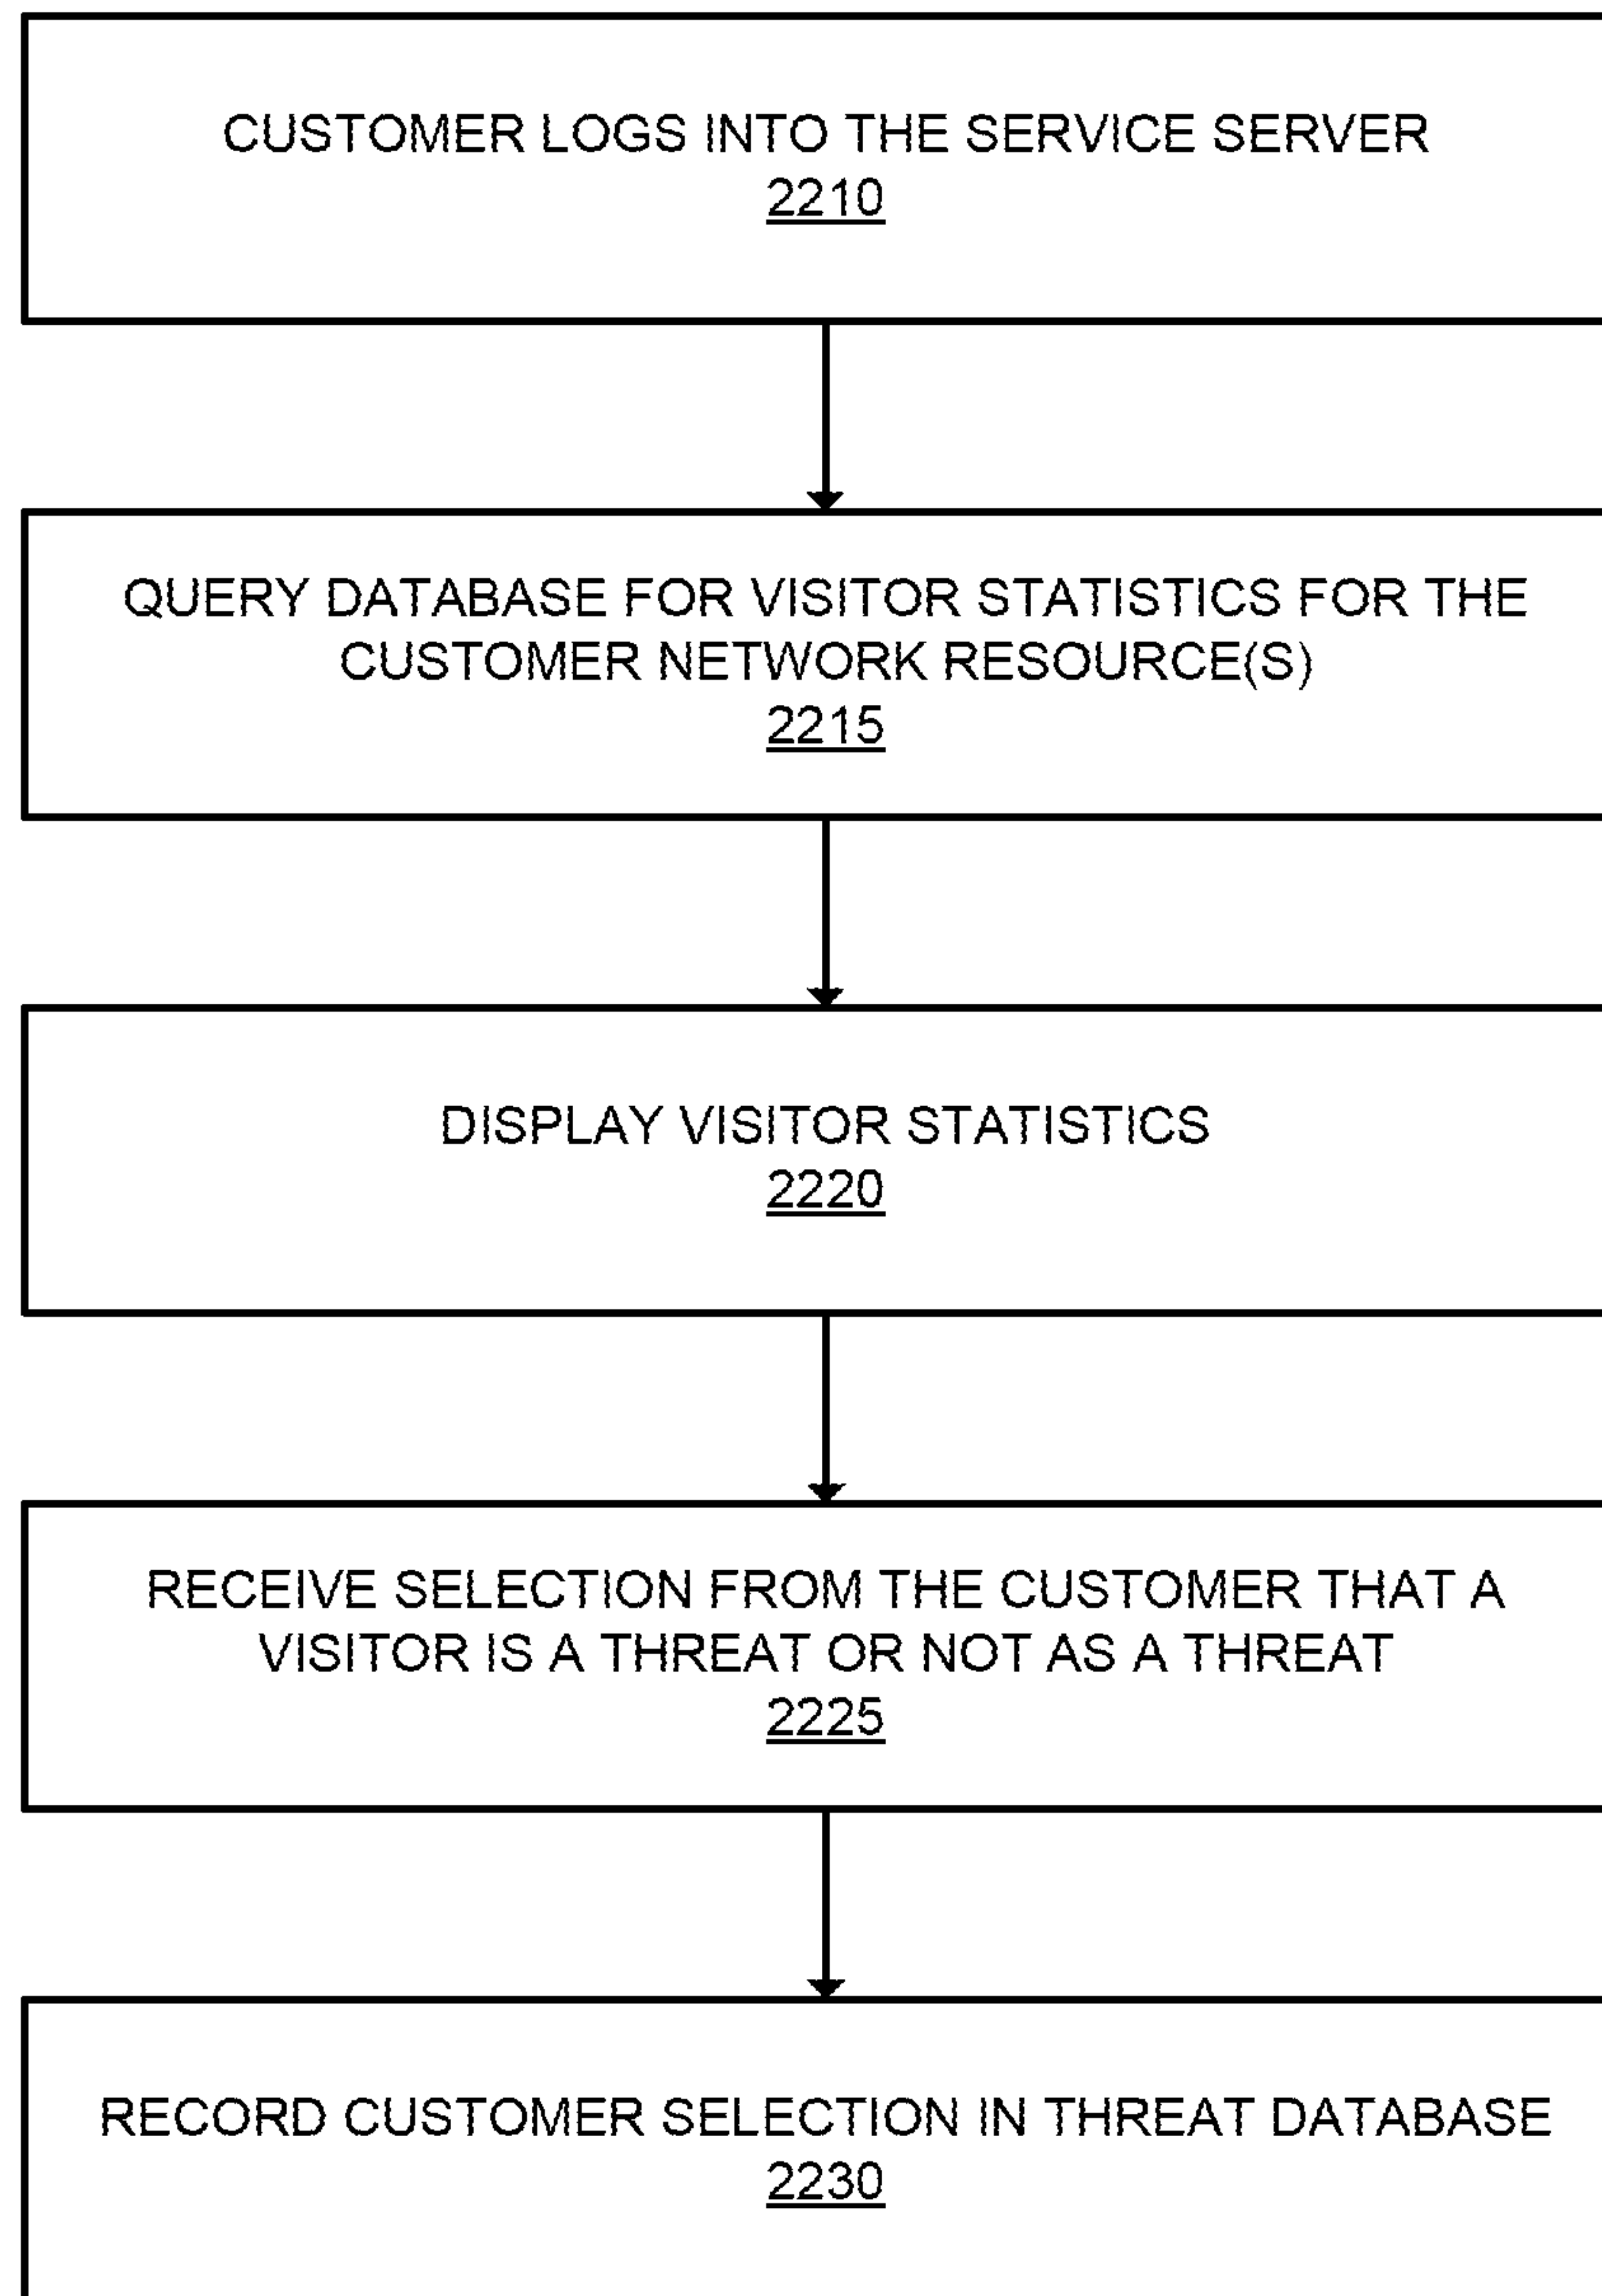 CUSTOMER LOGS INTO THE SERVICE SERVER
2210
QUERY DATABASE FOR VISITOR STATISTICS FOR THE
CUSTOMER NETWORK RESOURCE(S)
2215
DISPLAY VISITOR STATISTICS
2220
RECEIVE SELECTION FROM THE CUSTOMER THAT A
VISITOR IS A THREAT OR NOT AS A THREAT
2225
RECORD CUSTOMER SELECTION IN THREAT DATABASE
2230